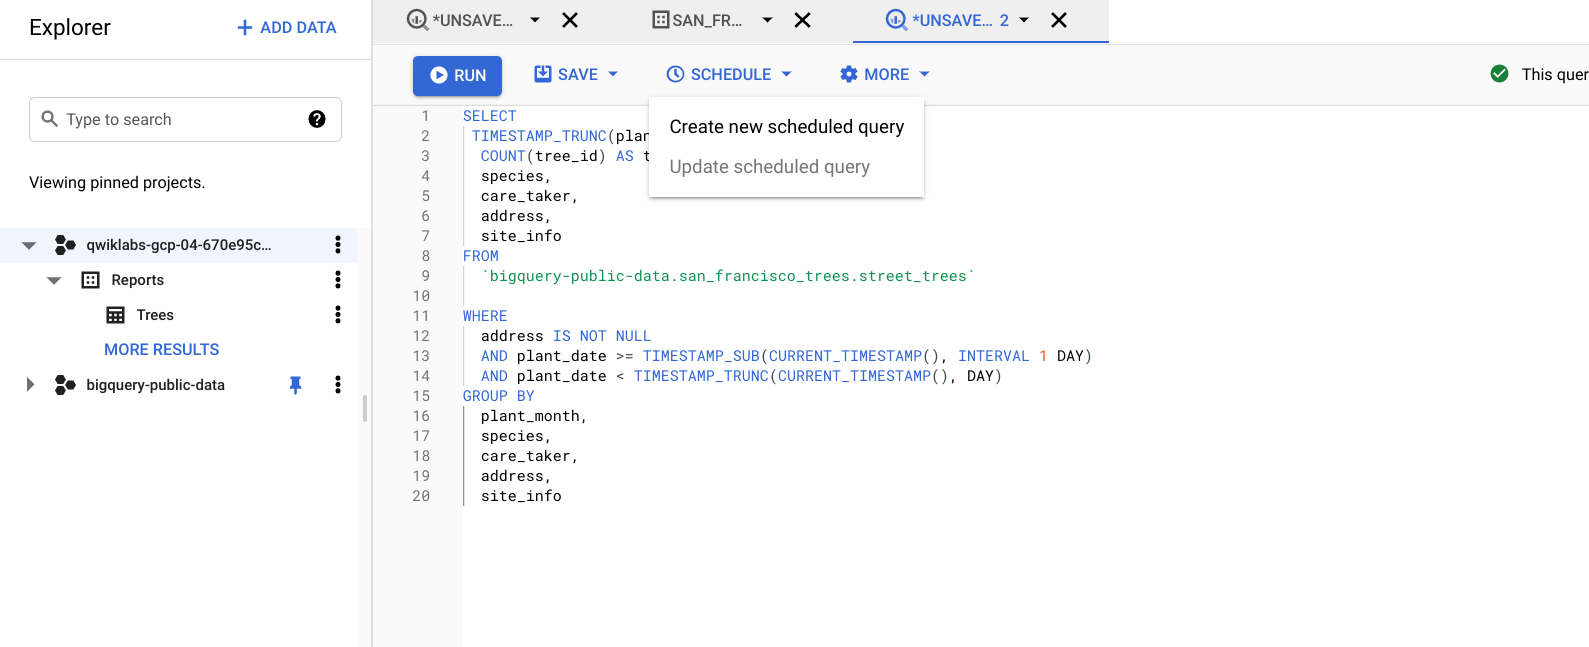 Explorer
+ ADD DATA
Type to search
Viewing pinned projects.
qwiklabs-gcp-04-670e95c...
Reports
Trees
MORE RESULTS
bigquery-public-data
*UNSAVE...
SAN_FR...
*UNSAVE... 2
RUN
SAVE
SCHEDULE
MORE
This quer
Create new scheduled query
Update scheduled query
1 SELECT
2 TIMESTAMP_TRUNC(plan
3 COUNT(tree_id) AS t
4 species,
5 care_taker,
6 address,
7 site_info
8 FROM
9 `bigquery-public-data.san_francisco_trees.street_trees`
10
11 WHERE
12 address IS NOT NULL
13 AND plant_date >= TIMESTAMP_SUB(CURRENT_TIMESTAMP(), INTERVAL 1 DAY)
14 AND plant_date < TIMESTAMP_TRUNC(CURRENT_TIMESTAMP(), DAY)
15 GROUP BY
16 plant_month,
17 species,
18 care_taker,
19 address,
20 site_info